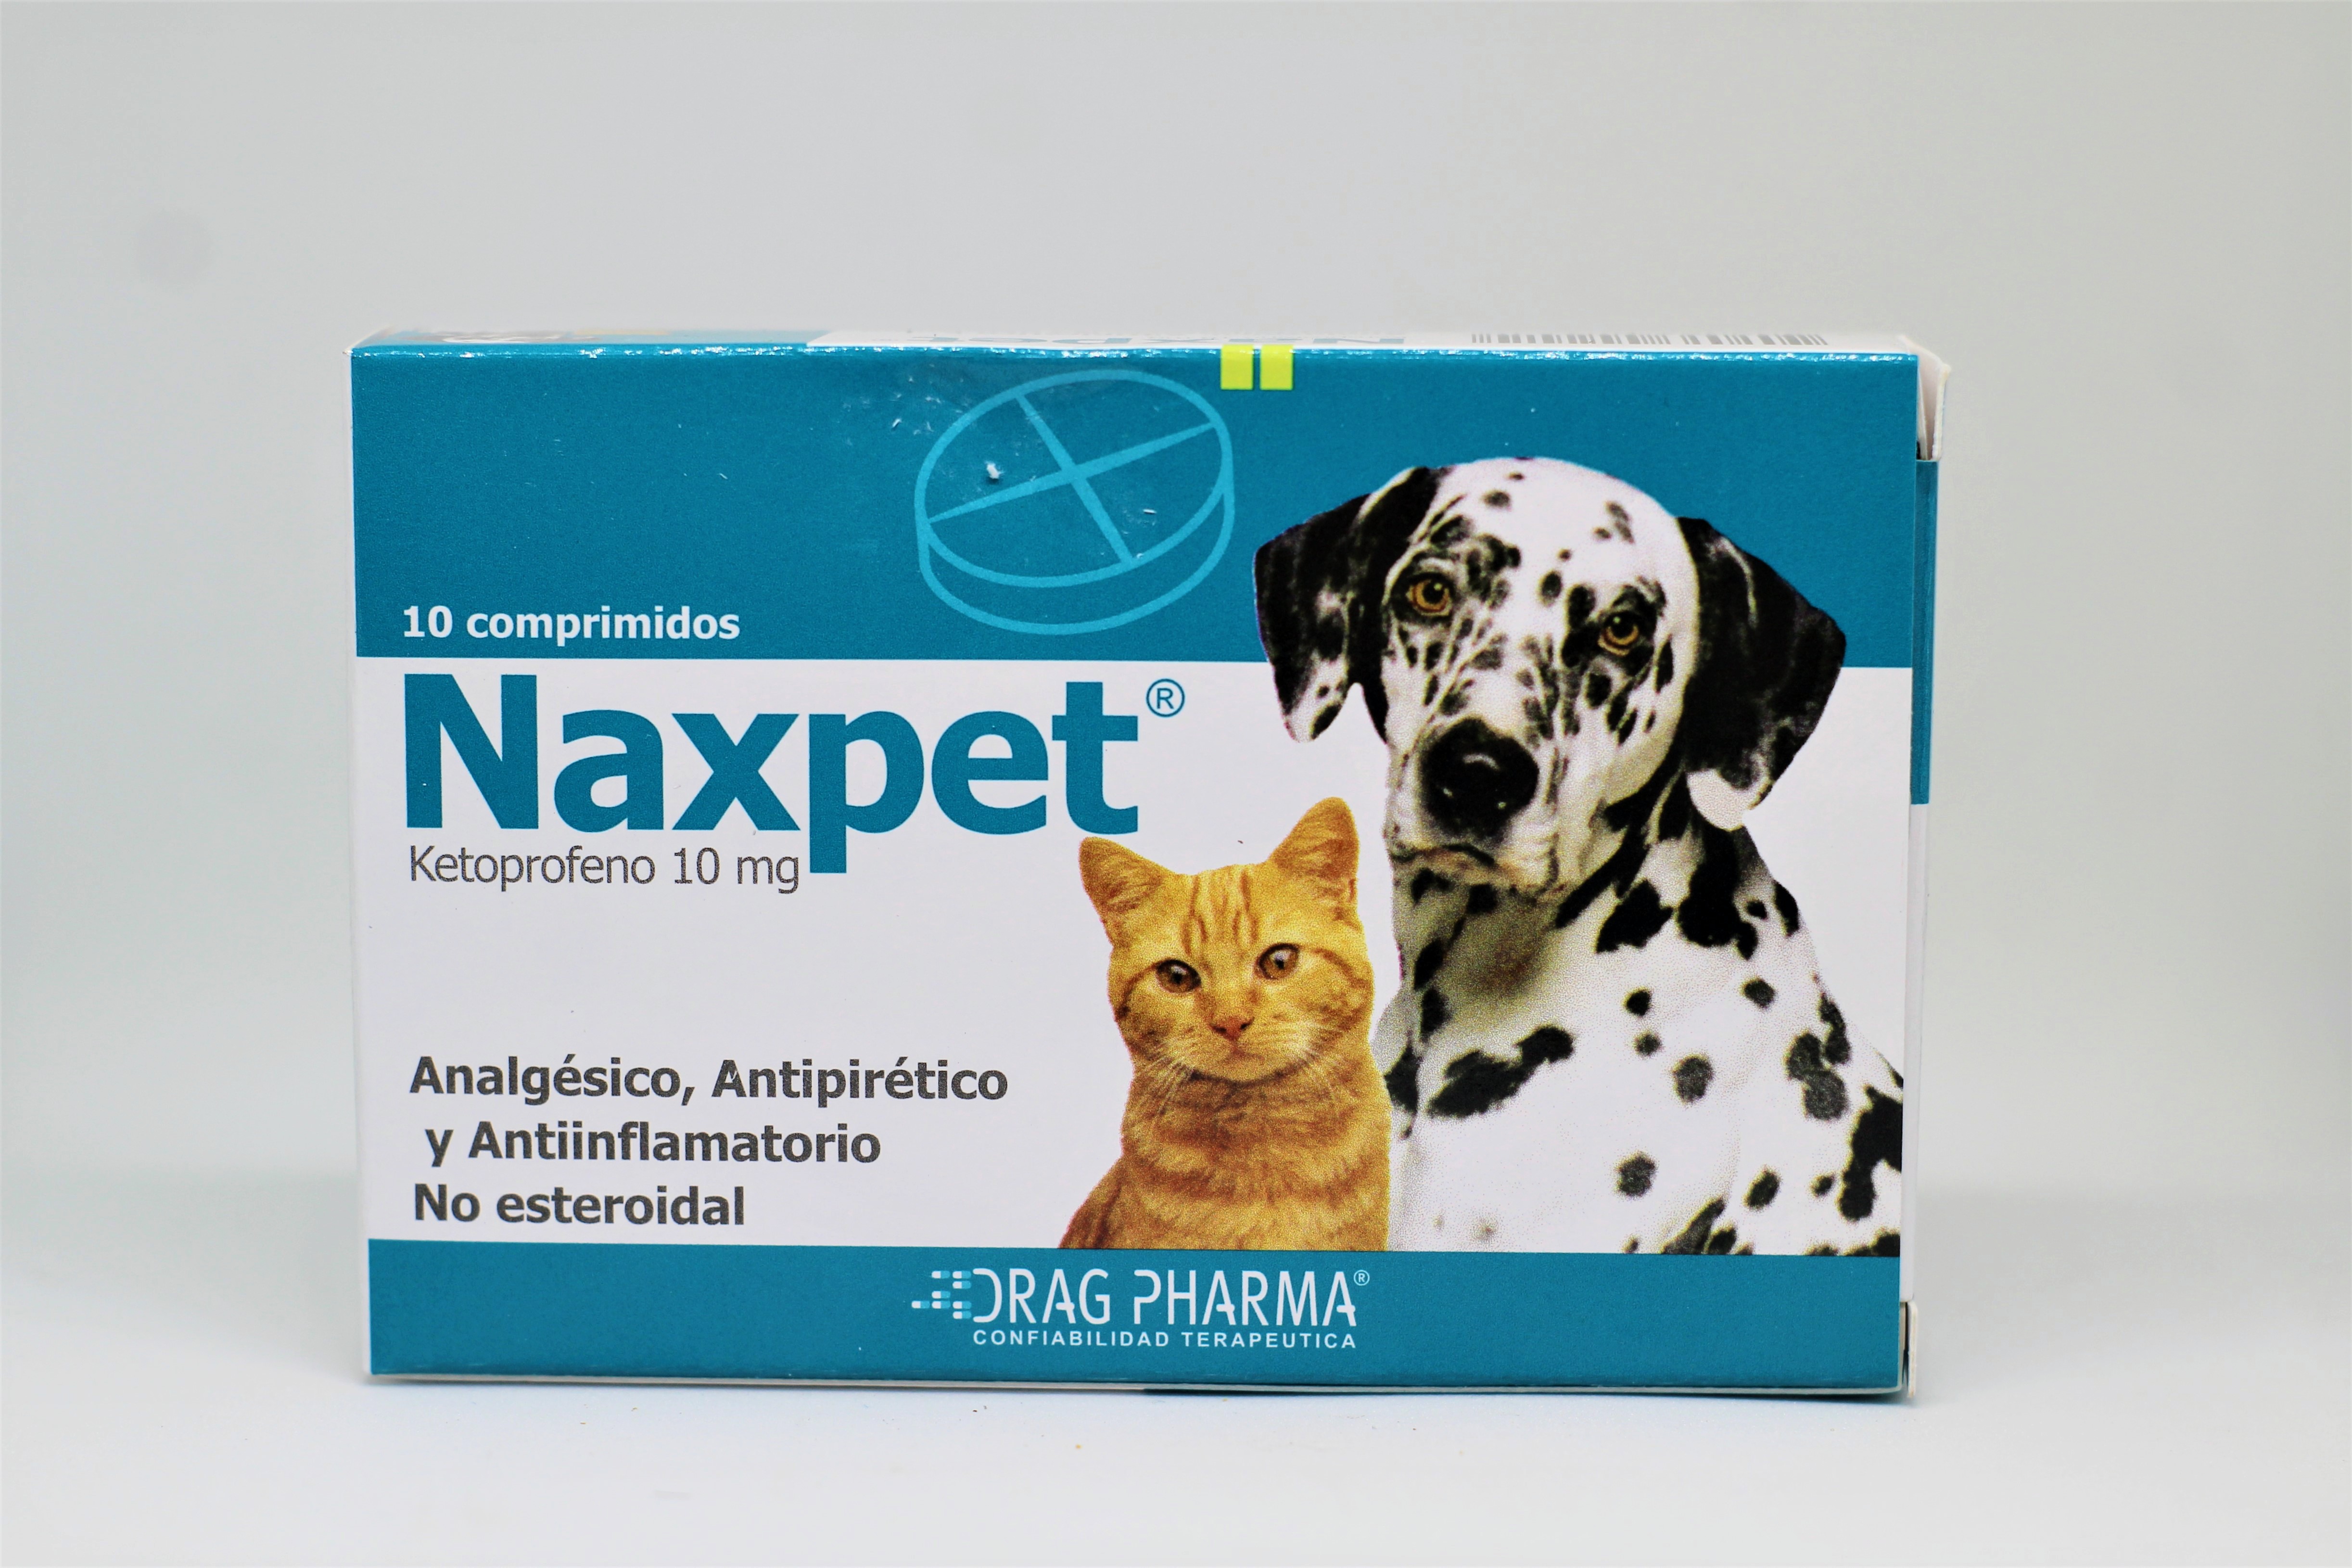 10 comprimidos
Naxpet®
Ketoprofeno 10 mg
Analgésico, Antipirético
y Antiinflamatorio
No esteroidal
DRAG PHARMA®
CONFIABILIDAD TERAPEUTICA